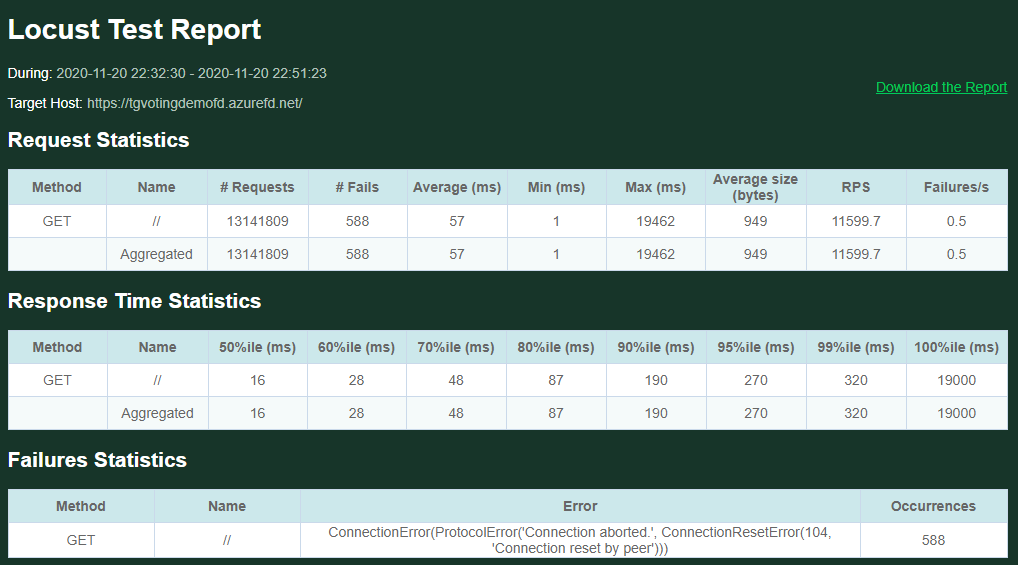 Locust Test Report
During: 2020-11-20 22:32:30 - 2020-11-20 22:51:23
Download the Report
Target Host: https://tgvotingdemofd.azurefd.net/
Request Statistics
Method Name # Requests # Fails Average (ms) Min (ms) Max (ms) Average size (bytes) RPS Failures/s
GET // 13141809 588 57 1 19462 949 11599.7 0.5
Aggregated 13141809 588 57 1 19462 949 11599.7 0.5
Response Time Statistics
Method Name 50%ile (ms) 60%ile (ms) 70%ile (ms) 80%ile (ms) 90%ile (ms) 95%ile (ms) 99%ile (ms) 100%ile (ms)
GET // 16 28 48 87 190 270 320 19000
Aggregated 16 28 48 87 190 270 320 19000
Failures Statistics
Method Name Error Occurrences
GET // ConnectionError(ProtocolError('Connection aborted.', ConnectionResetError(104, 588
'Connection reset by peer')))